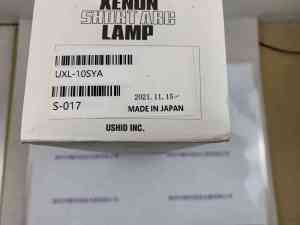 XENON
SHORT ARC
LAMP
UXL-10SYA
S-017
2021.11.15~
MADE IN JAPAN
USHIO INC.